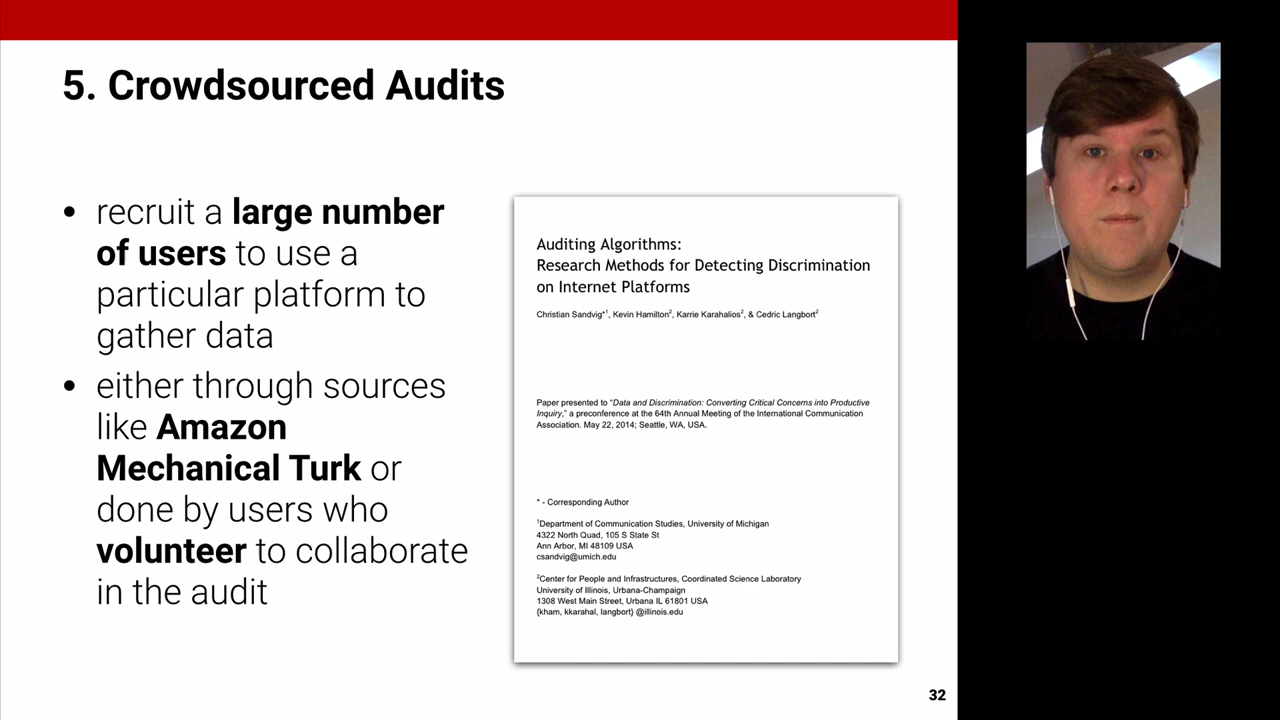 5. Crowdsourced Audits
• recruit a large number
of users to use a
particular platform to
gather data
• either through sources
like Amazon
Mechanical Turk or
done by users who
volunteer to collaborate
in the audit
Auditing Algorithms:
Research Methods for Detecting Discrimination
on Internet Platforms
Christian Sandvig*¹, Kevin Hamilton², Karrie Karahalios², & Cedric Langbort²
Paper presented to “Data and Discrimination: Converting Critical Concerns into Productive
Inquiry,” a preconference at the 64th Annual Meeting of the International Communication
Association. May 22, 2014; Seattle, WA, USA.
* - Corresponding Author
¹Department of Communication Studies, University of Michigan
4322 North Quad, 105 S State St
Ann Arbor, MI 48109 USA
csandvig@umich.edu
²Center for People and Infrastructures, Coordinated Science Laboratory
University of Illinois, Urbana-Champaign
1308 West Main Street, Urbana IL 61801 USA
{kham, kkarahal, langbort} @illinois.edu
32